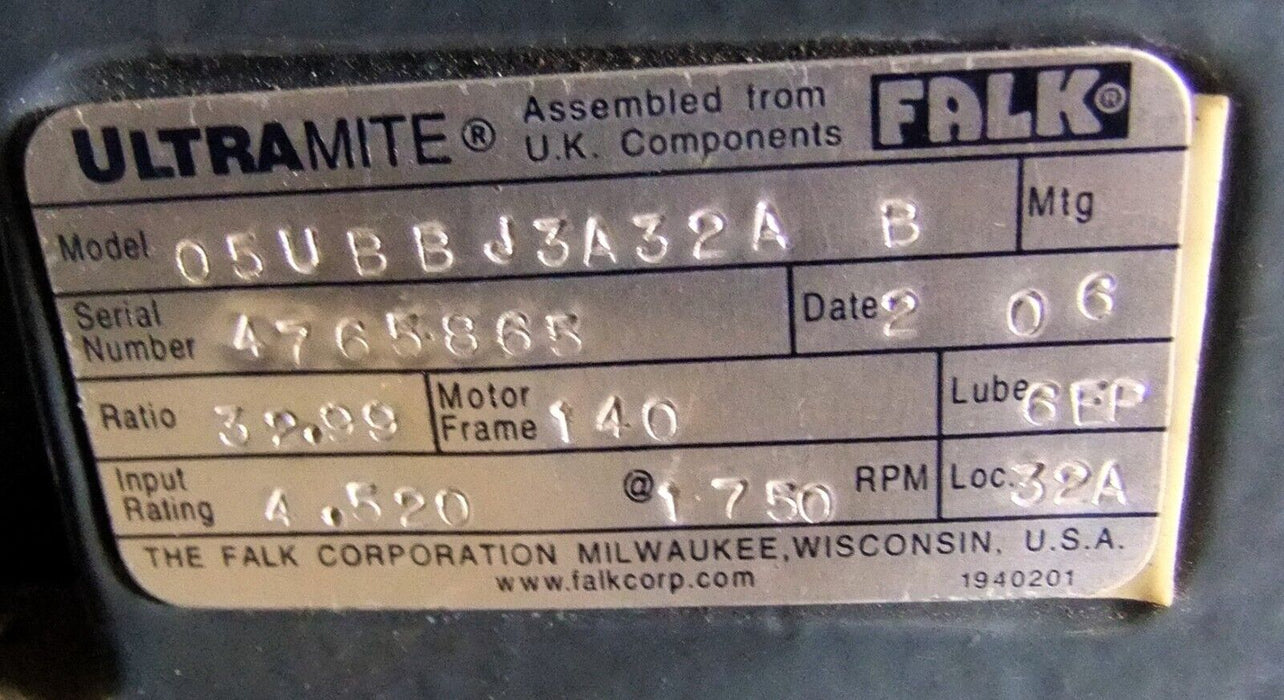 ULTRAMITE® Assembled from U.K. Components FALK®
Model 05UBBJ3A32A B Mtg
Serial Number 4765865 Date 2 06
Ratio 32.99 Motor Frame 140 Lube 6EP
Input Rating 4.520 @ 1750 RPM Loc. 32A
THE FALK CORPORATION MILWAUKEE, WISCONSIN, U.S.A.
www.falkcorp.com 1940201